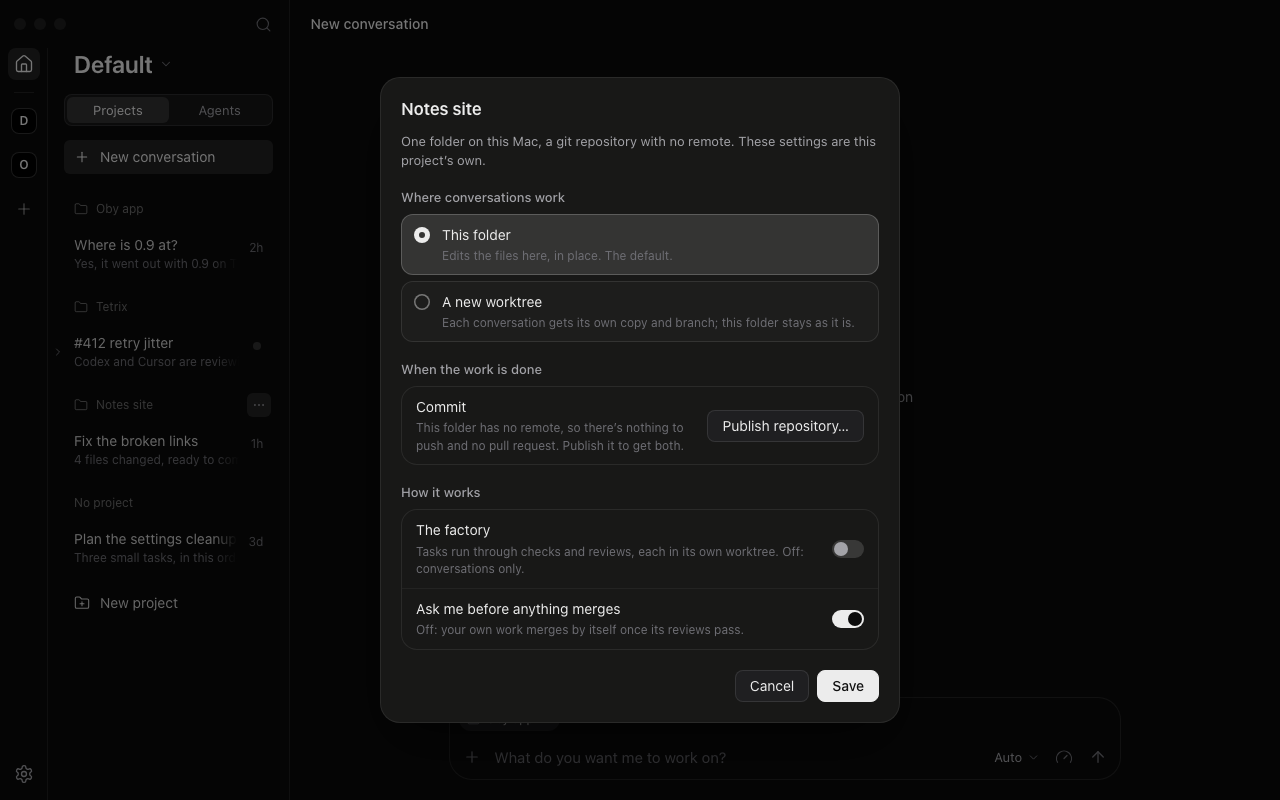 New conversation
Default
Projects
Agents
D
New conversation
O
Oby app
Where is 0.9 at?
2h
Yes, it went out with 0.9 on
Tetrix
#412 retry jitter
Codex and Cursor are review
Notes site
Fix the broken links
1h
4 files changed, ready to
No project
Plan the settings cleanup
3d
Three small tasks, in this
New project
Notes site
One folder on this Mac, a git repository with no remote. These settings are this
project's own.
Where conversations work
This folder
Edits the files here, in place. The default.
A new worktree
Each conversation gets its own copy and branch; this folder stays as it is.
When the work is done
Commit
This folder has no remote, so there's nothing to
push and no pull request. Publish it to get both.
Publish repository…
How it works
The factory
Tasks run through checks and reviews, each in its own worktree. Off:
conversations only.
Ask me before anything merges
Off: your own work merges by itself once its reviews pass.
Cancel
Save
What do you want me to work on?
Auto